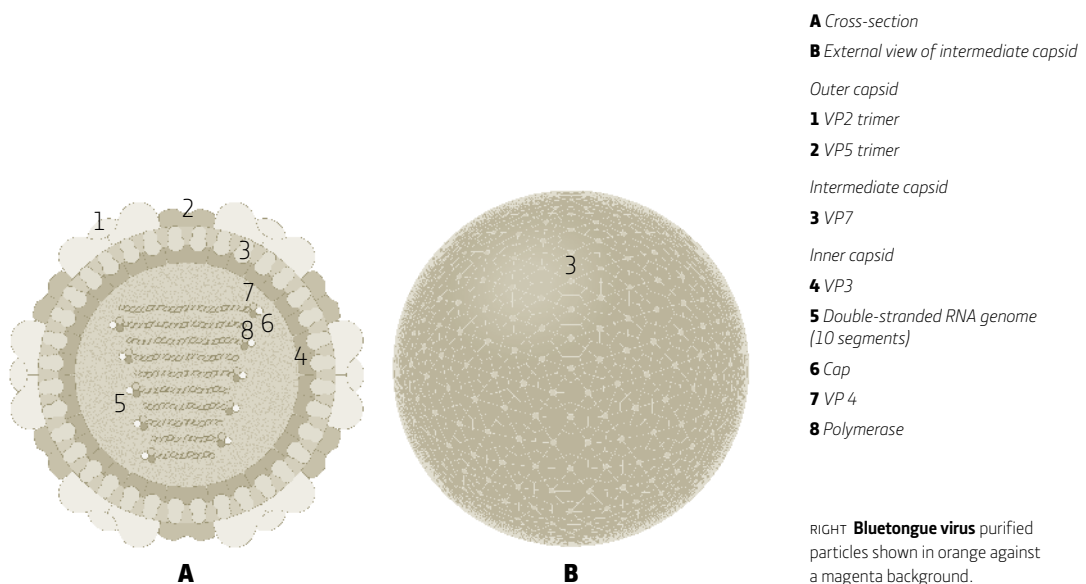 A Cross-section
B External view of intermediate capsid
Outer capsid
1 VP2 trimer
2 VP5 trimer
Intermediate capsid
3 VP7
Inner capsid
4 VP3
5 Double-stranded RNA genome
(10 segments)
6 Cap
7 VP 4
8 Polymerase
1
2
3
7
6
8
4
5
A
3
B
RIGHT Bluetongue virus purified
particles shown in orange against
a magenta background.